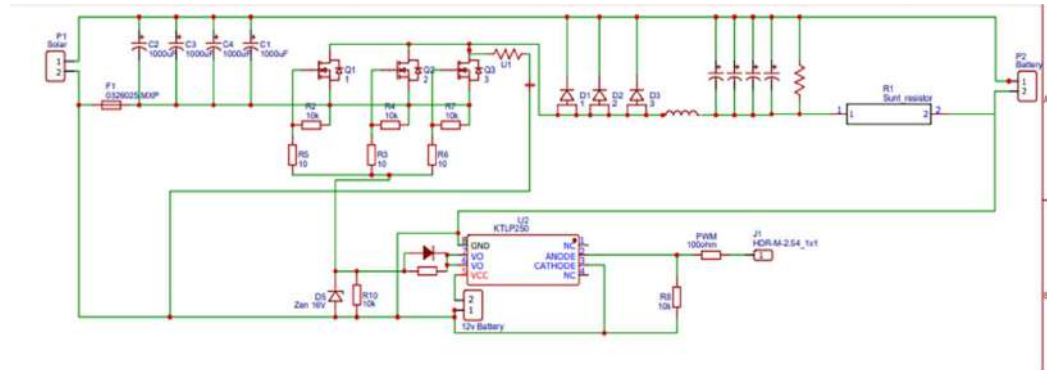 P1
Solar
1
2
C2
1000uF
C3
1000uF
C4
1000uF
C1
1000uF
F1
0326025.MXP
Q1
1
Q2
2
Q3
3
U1
R2
10k
R4
10k
R7
10k
R5
10
R3
10
R6
10
D1
1
D2
2
D3
3
R1
Sunt_resistor
1
1
2
2
P2
Battery
1
2
U2
KTLP250
GND
VO
VO
VCC
NC
ANODE
CATHODE
NC
PWM
100ohm
J1
HDR-M-2.54_1x1
1
R8
10k
D5
Zen 16V
R10
10k
2
1
12v Battery